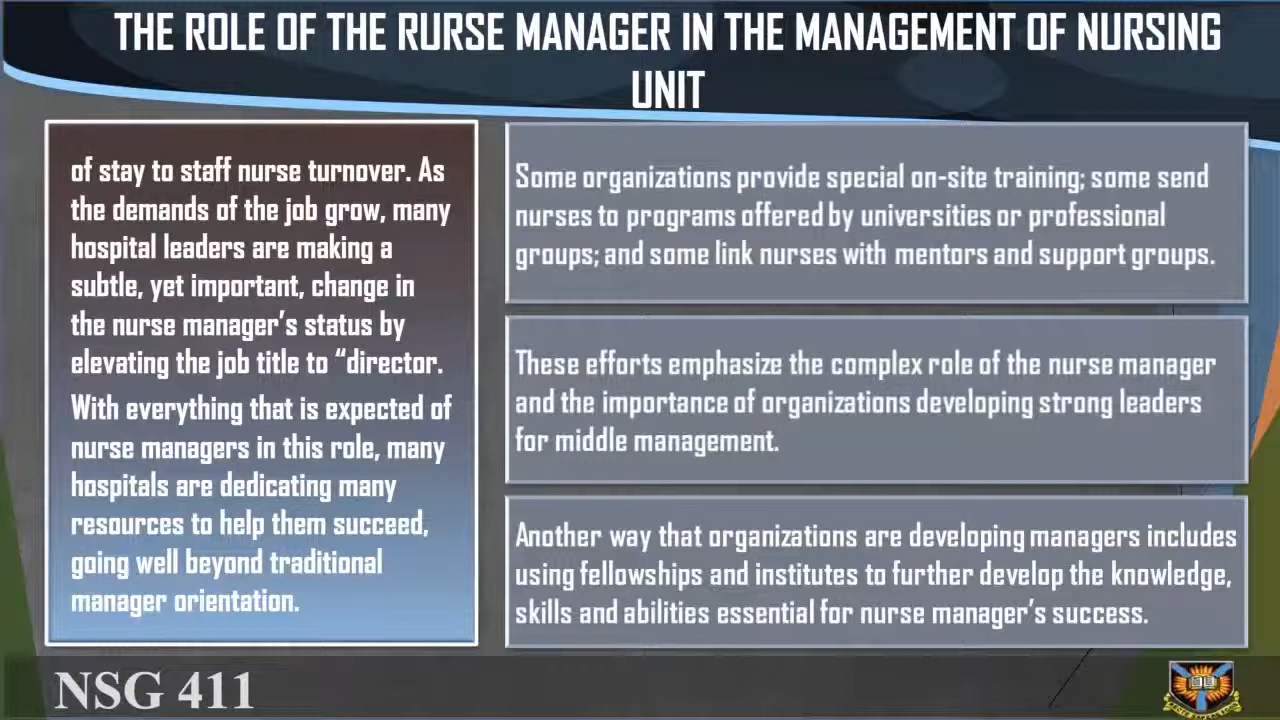 THE ROLE OF THE RURSE MANAGER IN THE MANAGEMENT OF NURSING
UNIT
of stay to staff nurse turnover. As
the demands of the job grow, many
hospital leaders are making a
subtle, yet important, change in
the nurse manager’s status by
elevating the job title to “director.
With everything that is expected of
nurse managers in this role, many
hospitals are dedicating many
resources to help them succeed,
going well beyond traditional
manager orientation.
Some organizations provide special on-site training; some send
nurses to programs offered by universities or professional
groups; and some link nurses with mentors and support groups.
These efforts emphasize the complex role of the nurse manager
and the importance of organizations developing strong leaders
for middle management.
Another way that organizations are developing managers includes
using fellowships and institutes to further develop the knowledge,
skills and abilities essential for nurse manager’s success.
NSG 411